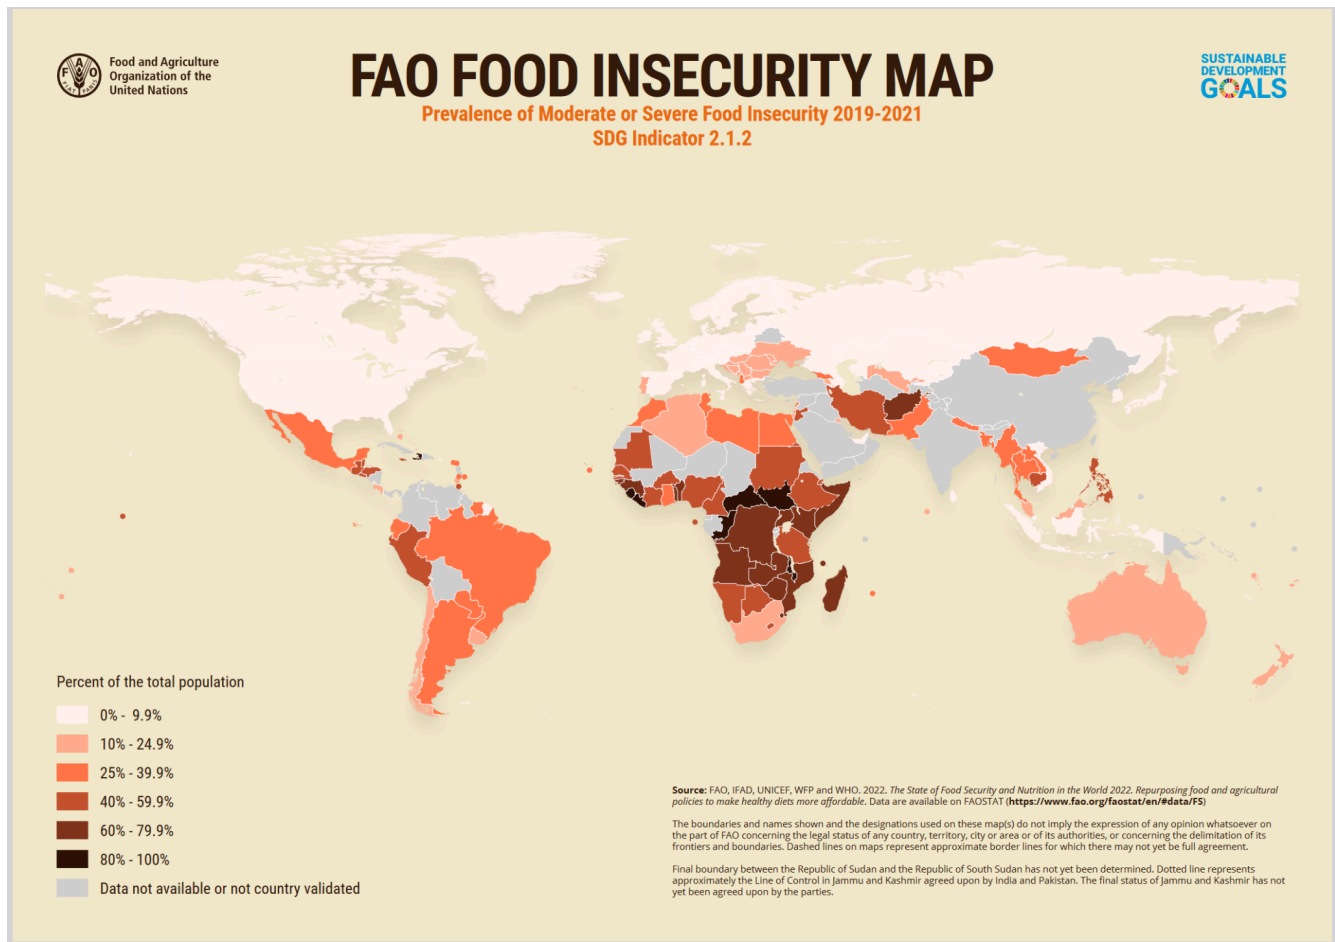 Food and Agriculture
Organization of the
United Nations
FAO
FIAT PANIS
FAO FOOD INSECURITY MAP
Prevalence of Moderate or Severe Food Insecurity 2019-2021
SDG Indicator 2.1.2
SUSTAINABLE
DEVELOPMENT
GOALS
Percent of the total population
0% - 9.9%
10% - 24.9%
25% - 39.9%
40% - 59.9%
60% - 79.9%
80% - 100%
Data not available or not country validated
Source: FAO, IFAD, UNICEF, WFP and WHO. 2022. The State of Food Security and Nutrition in the World 2022. Repurposing food and agricultural
policies to make healthy diets more affordable. Data are available on FAOSTAT (https://www.fao.org/faostat/en/#data/FS)
The boundaries and names shown and the designations used on these map(s) do not imply the expression of any opinion whatsoever on
the part of FAO concerning the legal status of any country, territory, city or area or of its authorities, or concerning the delimitation of its
frontiers and boundaries. Dashed lines on maps represent approximate border lines for which there may not yet be full agreement.
Final boundary between the Republic of Sudan and the Republic of South Sudan has not yet been determined. Dotted line represents
approximately the Line of Control in Jammu and Kashmir agreed upon by India and Pakistan. The final status of Jammu and Kashmir has not
yet been agreed upon by the parties.